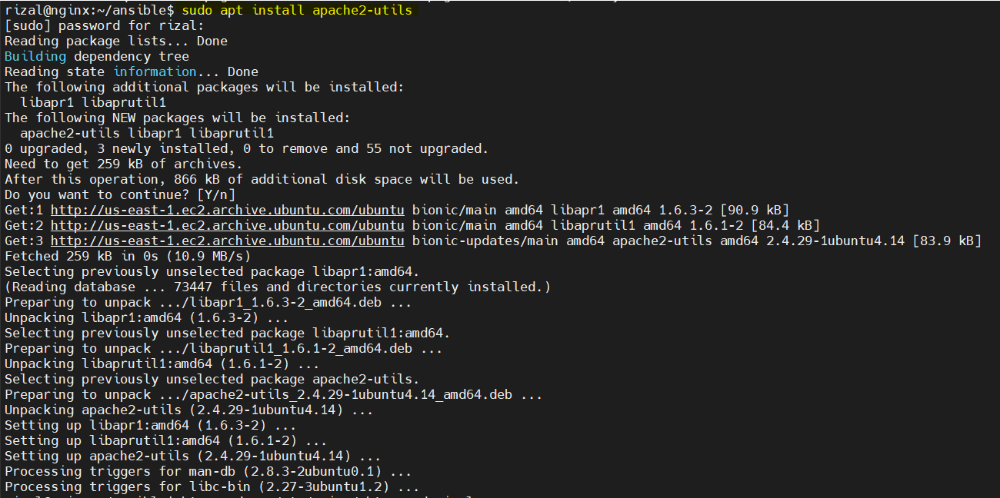 rizal@nginx:~/ansible$ sudo apt install apache2-utils
[sudo] password for rizal:
Reading package lists... Done
Building dependency tree
Reading state information... Done
The following additional packages will be installed:
  libapr1 libaprutil1
The following NEW packages will be installed:
  apache2-utils libapr1 libaprutil1
0 upgraded, 3 newly installed, 0 to remove and 55 not upgraded.
Need to get 259 kB of archives.
After this operation, 866 kB of additional disk space will be used.
Do you want to continue? [Y/n]
Get:1 http://us-east-1.ec2.archive.ubuntu.com/ubuntu bionic/main amd64 libapr1 amd64 1.6.3-2 [90.9 kB]
Get:2 http://us-east-1.ec2.archive.ubuntu.com/ubuntu bionic/main amd64 libaprutil1 amd64 1.6.1-2 [84.4 kB]
Get:3 http://us-east-1.ec2.archive.ubuntu.com/ubuntu bionic-updates/main amd64 apache2-utils amd64 2.4.29-1ubuntu4.14 [83.9 kB]
Fetched 259 kB in 0s (10.9 MB/s)
Selecting previously unselected package libapr1:amd64.
(Reading database ... 73447 files and directories currently installed.)
Preparing to unpack .../libapr1_1.6.3-2_amd64.deb ...
Unpacking libapr1:amd64 (1.6.3-2) ...
Selecting previously unselected package libaprutil1:amd64.
Preparing to unpack .../libaprutil1_1.6.1-2_amd64.deb ...
Unpacking libaprutil1:amd64 (1.6.1-2) ...
Selecting previously unselected package apache2-utils.
Preparing to unpack .../apache2-utils_2.4.29-1ubuntu4.14_amd64.deb ...
Unpacking apache2-utils (2.4.29-1ubuntu4.14) ...
Setting up libapr1:amd64 (1.6.3-2) ...
Setting up libaprutil1:amd64 (1.6.1-2) ...
Setting up apache2-utils (2.4.29-1ubuntu4.14) ...
Processing triggers for man-db (2.8.3-2ubuntu0.1) ...
Processing triggers for libc-bin (2.27-3ubuntu1.2) ...